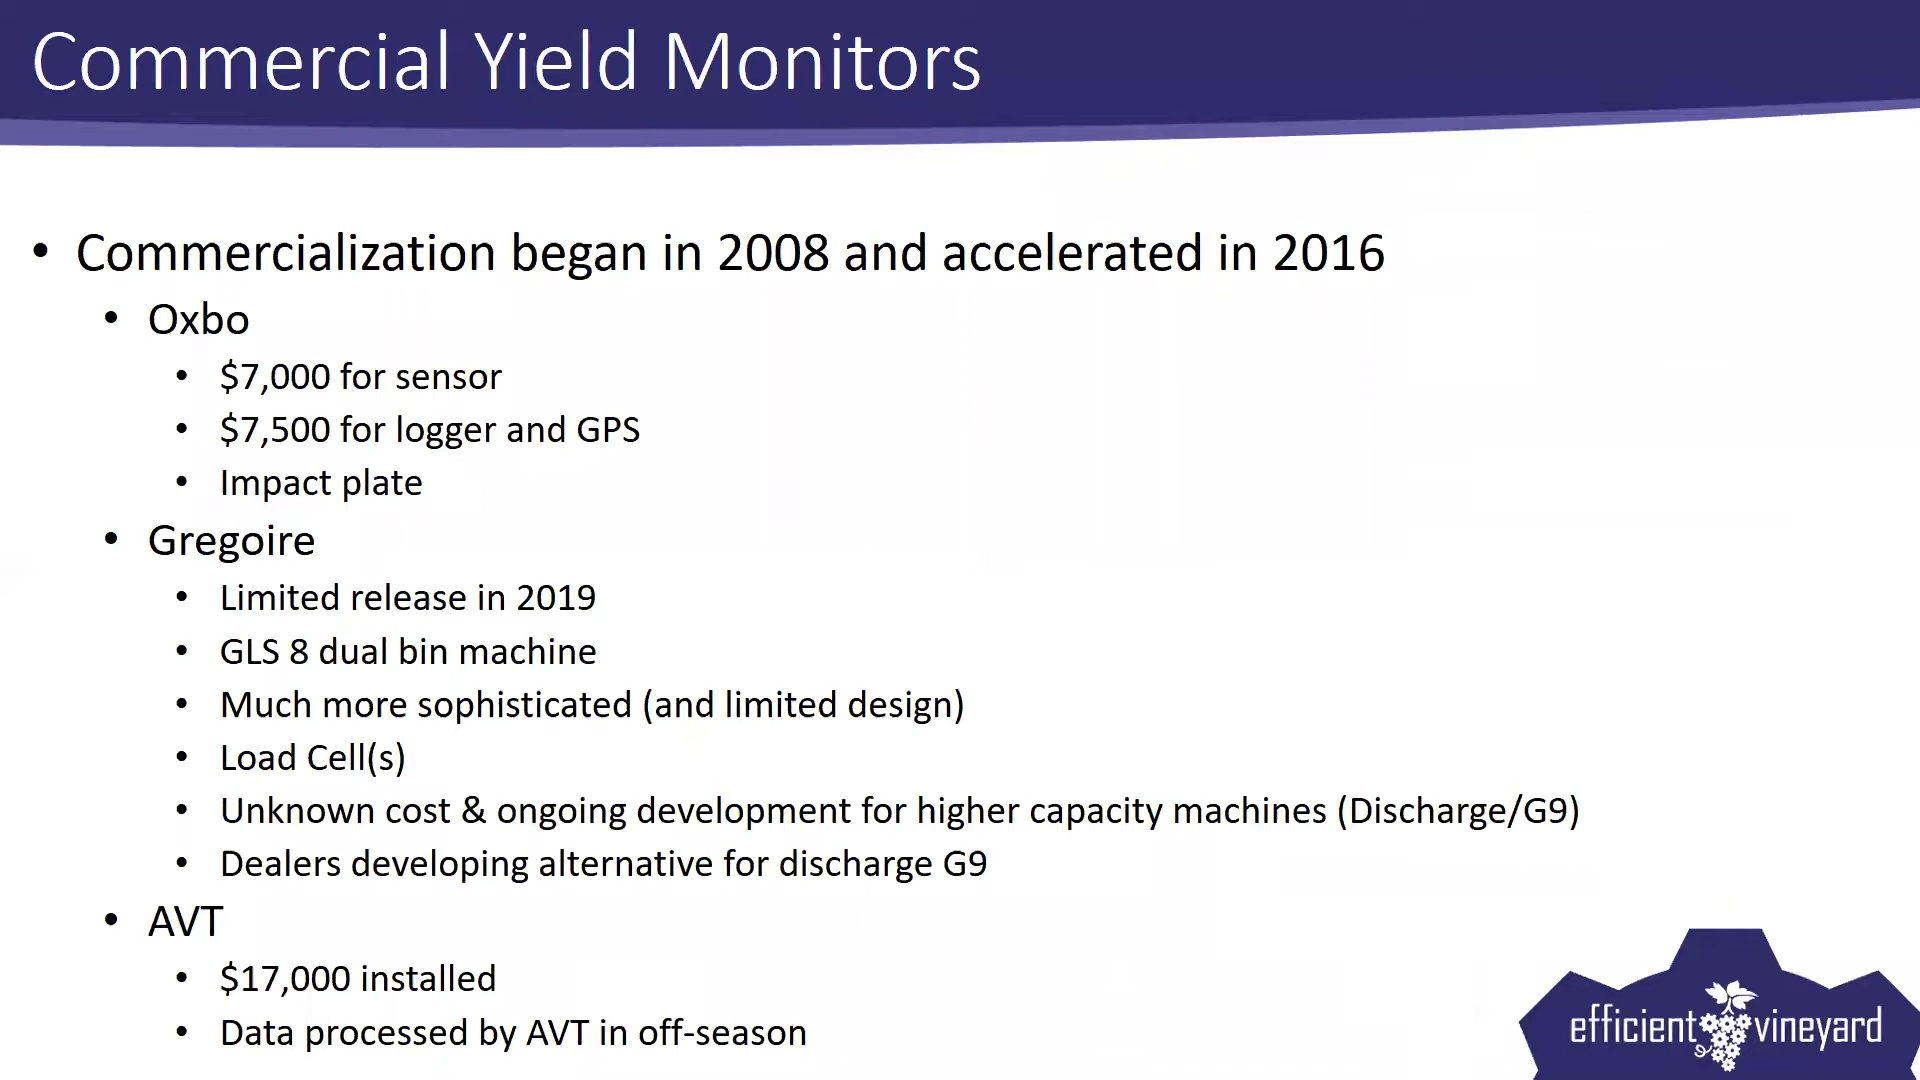 Commercial Yield Monitors
• Commercialization began in 2008 and accelerated in 2016
• Oxbo
• $7,000 for sensor
• $7,500 for logger and GPS
• Impact plate
• Gregoire
• Limited release in 2019
• GLS 8 dual bin machine
• Much more sophisticated (and limited design)
• Load Cell(s)
• Unknown cost & ongoing development for higher capacity machines (Discharge/G9)
• Dealers developing alternative for discharge G9
• AVT
• $17,000 installed
• Data processed by AVT in off-season
efficient vineyard